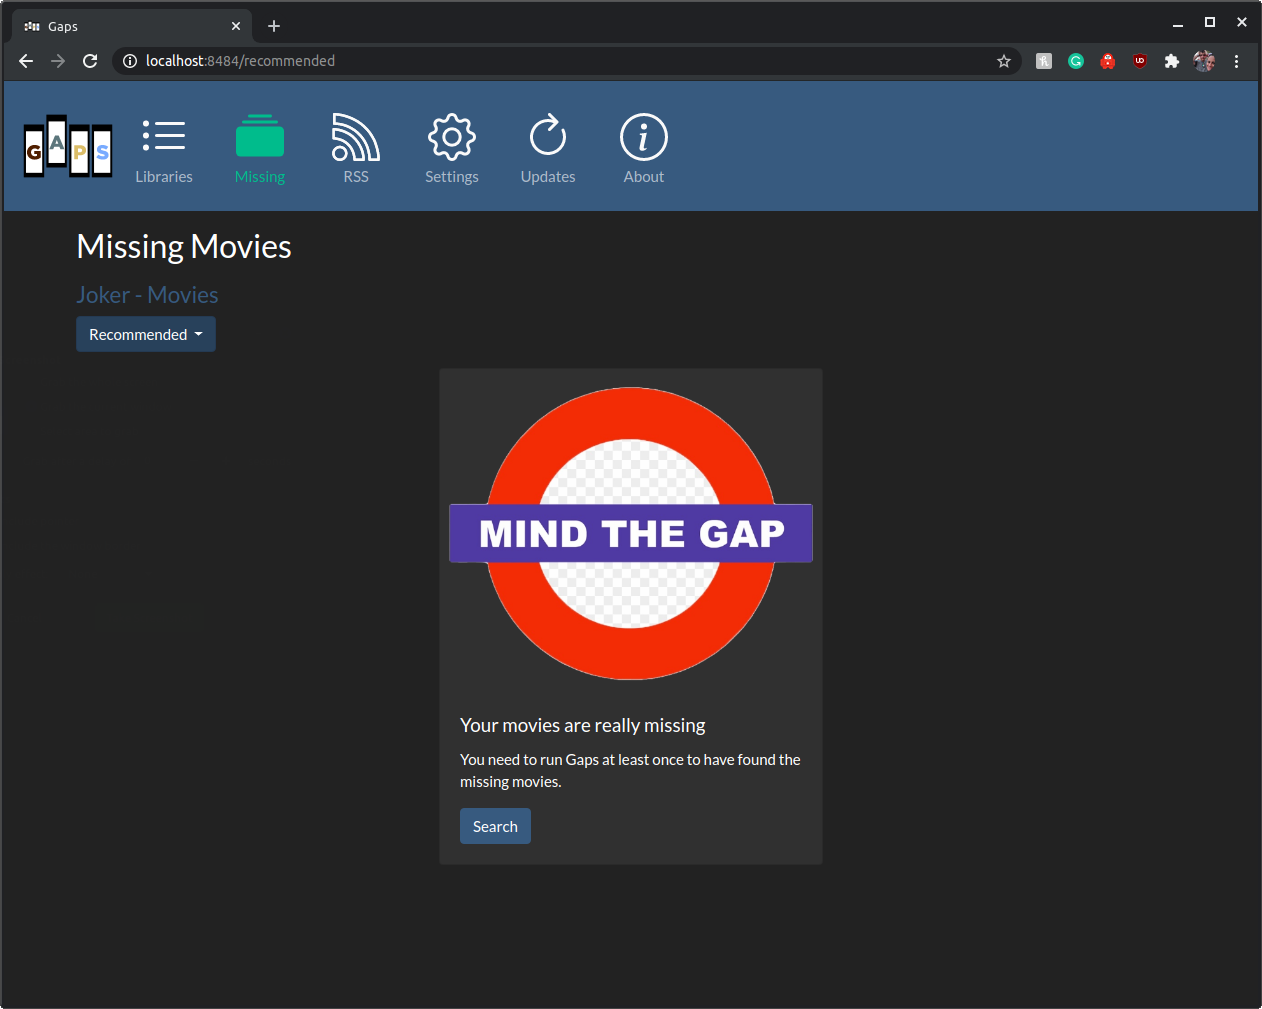 Gaps
localhost:8484/recommended
GAPS
Libraries
Missing
RSS
Settings
Updates
About
Missing Movies
Joker - Movies
Recommended
MIND THE GAP
Your movies are really missing
You need to run Gaps at least once to have found the
missing movies.
Search